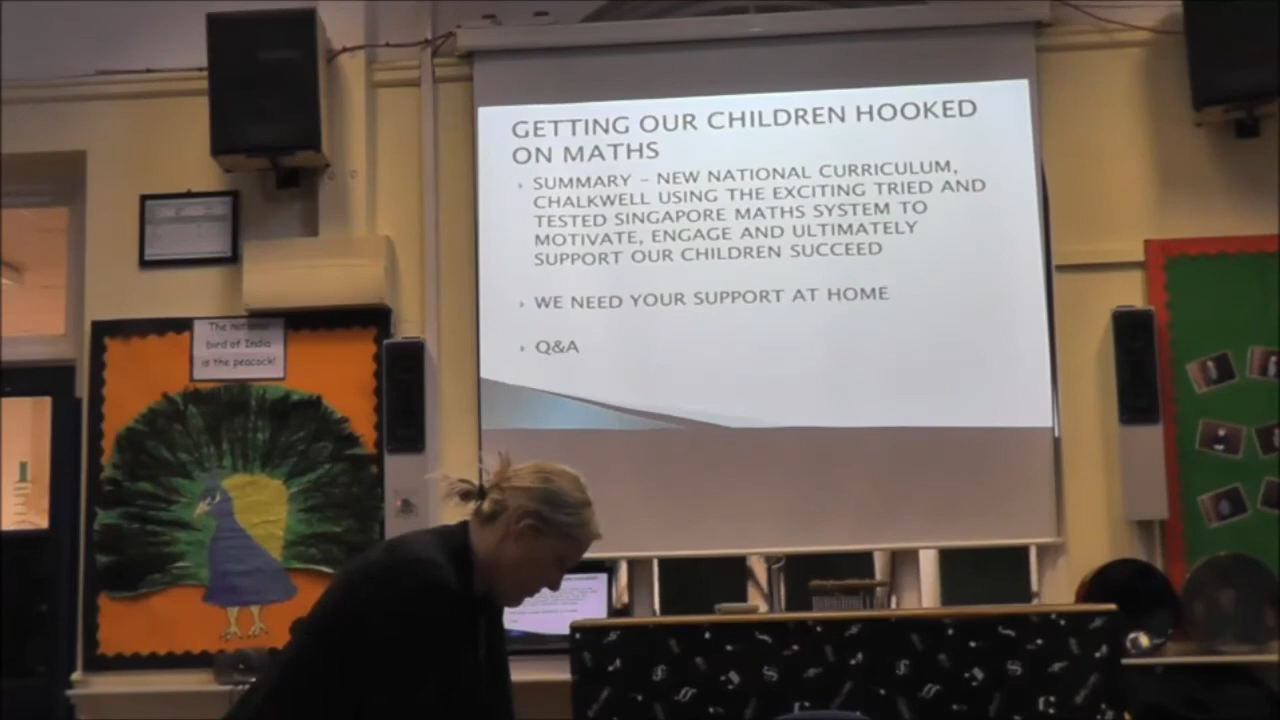 GETTING OUR CHILDREN HOOKED
ON MATHS
SUMMARY – NEW NATIONAL CURRICULUM,
CHALKWELL USING THE EXCITING TRIED AND
TESTED SINGAPORE MATHS SYSTEM TO
MOTIVATE, ENGAGE AND ULTIMATELY
SUPPORT OUR CHILDREN SUCCEED
WE NEED YOUR SUPPORT AT HOME
Q&A
The national
bird of India
is the peacock!